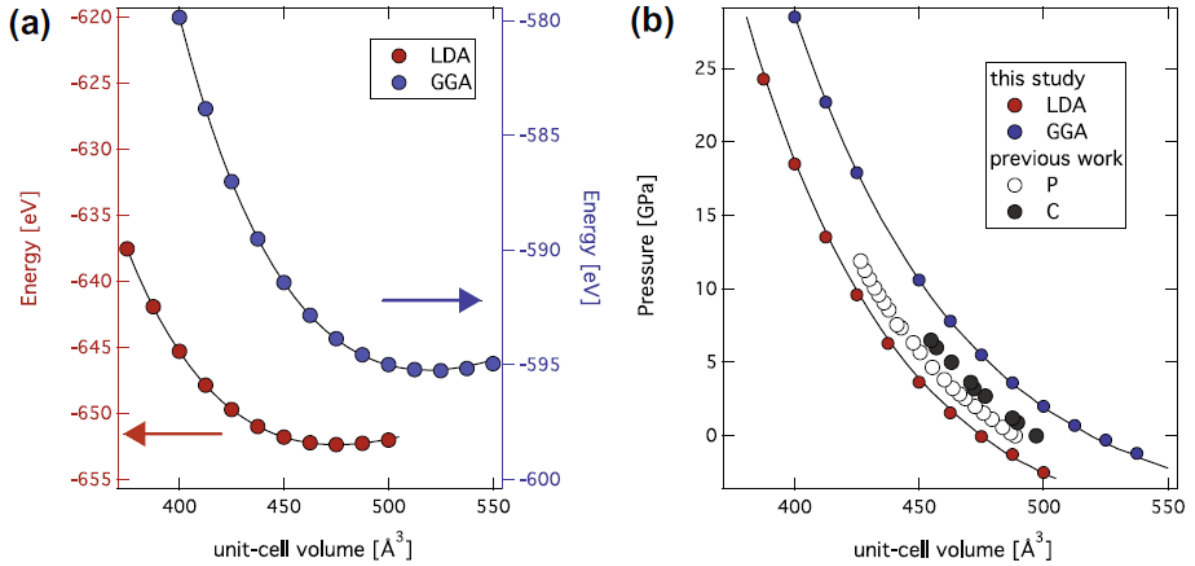 (a)
-620
-625
-630
-635
-640
-645
-650
-655
Energy [eV]
LDA
GGA
-580
-585
-590
-595
-600
Energy [eV]
400
450
500
550
unit-cell volume [Å³]
(b)
25
20
15
10
5
0
Pressure [GPa]
this study
LDA
GGA
previous work
P
C
400
450
500
550
unit-cell volume [Å³]